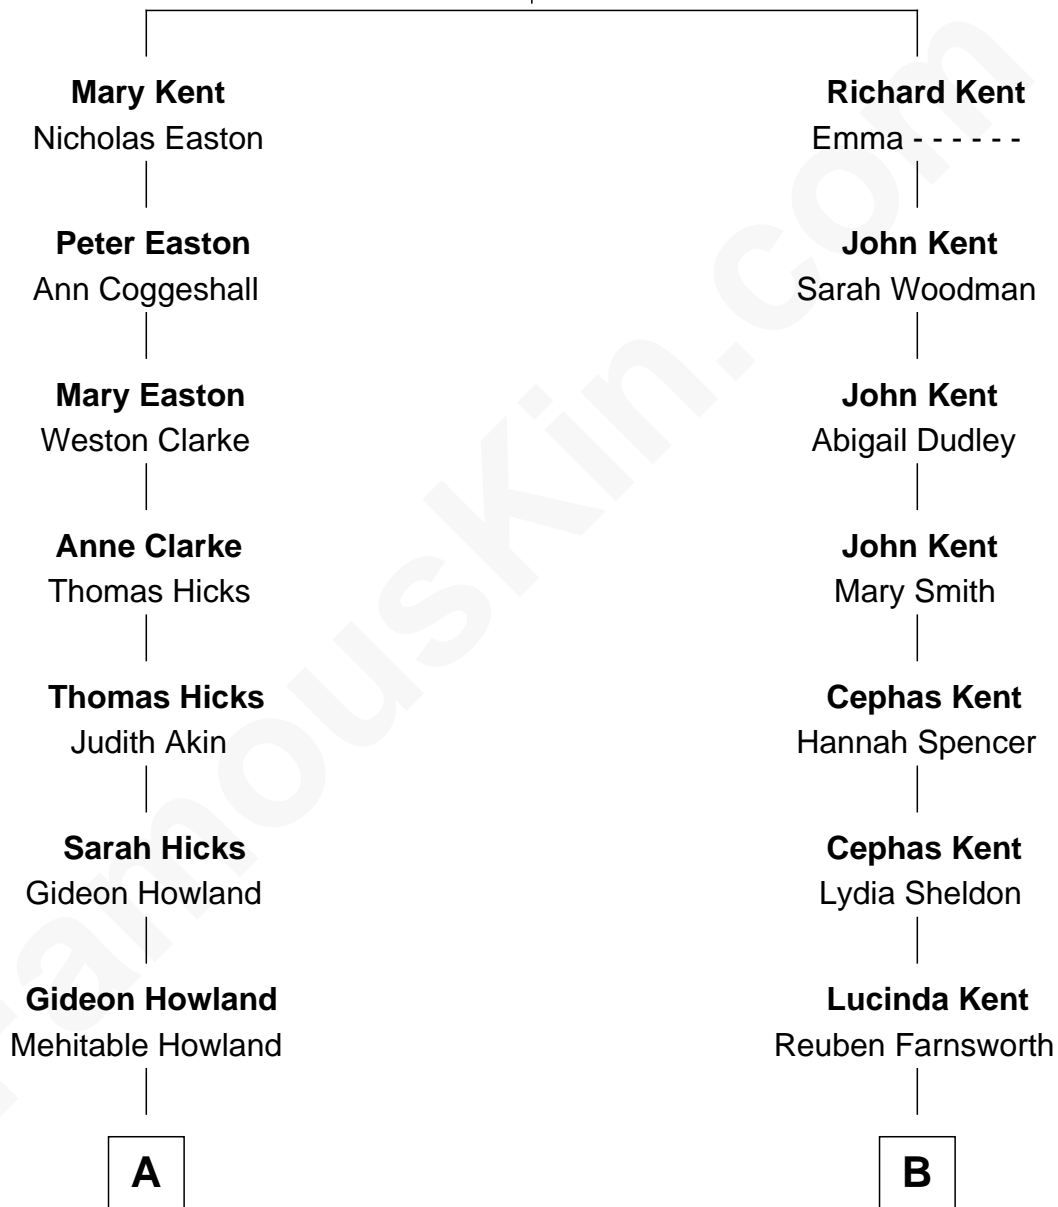 Mary Kent
Nicholas Easton
Peter Easton
Ann Coggeshall
Mary Easton
Weston Clarke
Anne Clarke
Thomas Hicks
Thomas Hicks
Judith Akin
Sarah Hicks
Gideon Howland
Gideon Howland
Mehitable Howland
A
Richard Kent
Emma - - - - - -
John Kent
Sarah Woodman
John Kent
Abigail Dudley
John Kent
Mary Smith
Cephas Kent
Hannah Spencer
Cephas Kent
Lydia Sheldon
Lucinda Kent
Reuben Farnsworth
B
FamousKin.com